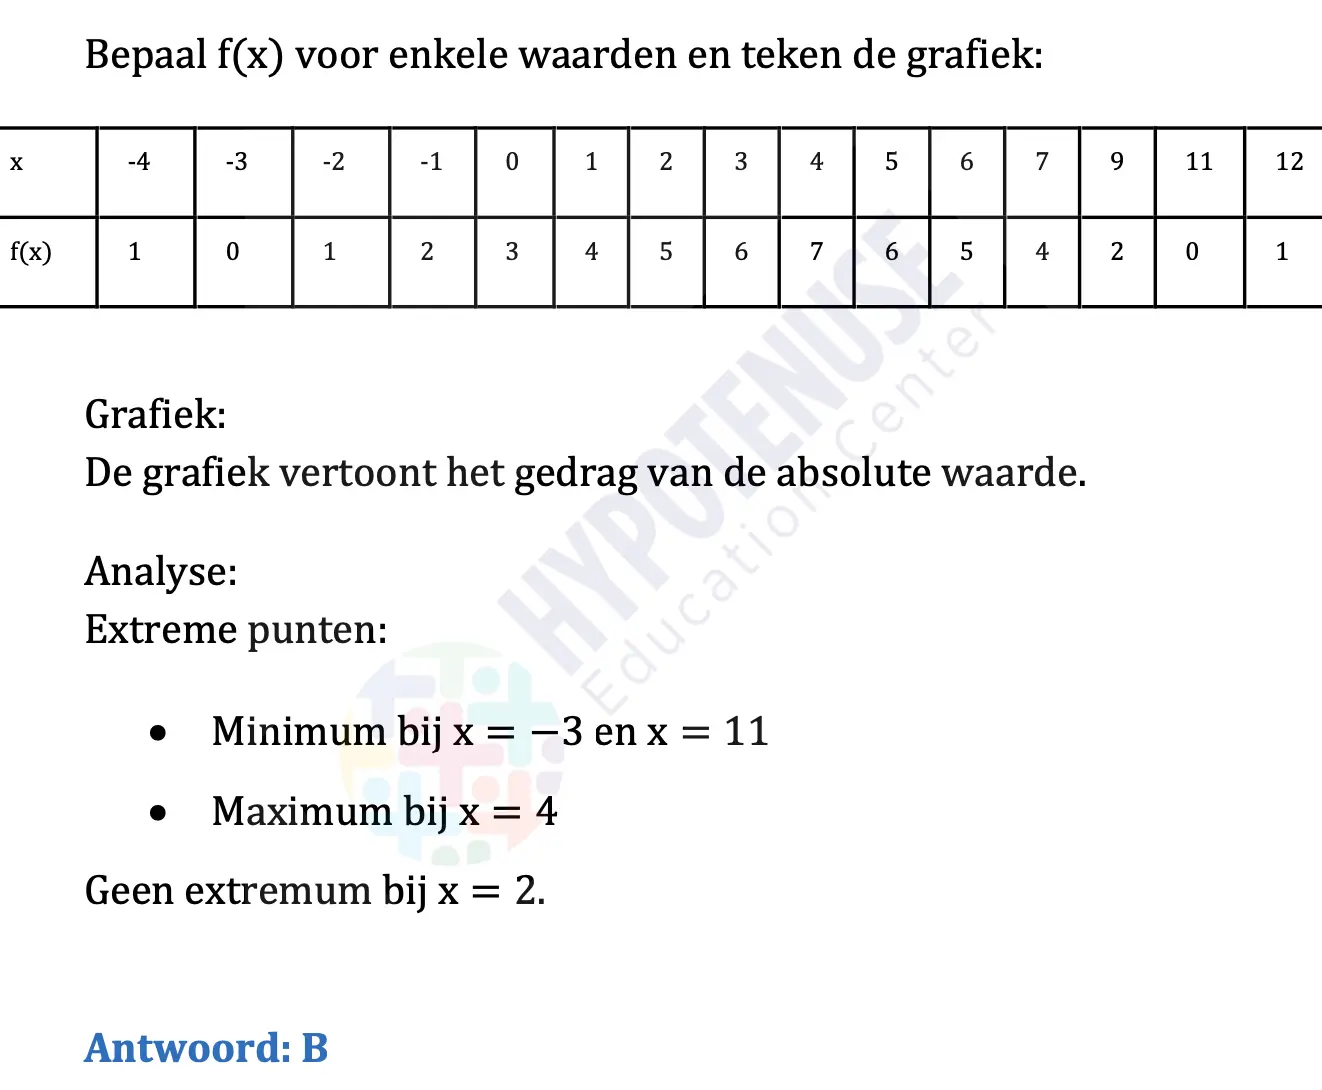 Bepaal f(x) voor enkele waarden en teken de grafiek:
x -4 -3 -2 -1 0 1 2 3 4 5 6 7 9 11 12
f(x) 1 0 1 2 3 4 5 6 7 6 5 4 2 0 1
HYPOTENUSE
Education Center
Grafiek:
De grafiek vertoont het gedrag van de absolute waarde.
Analyse:
Extreme punten:
• Minimum bij x = −3 en x = 11
• Maximum bij x = 4
Geen extremum bij x = 2.
Antwoord: B